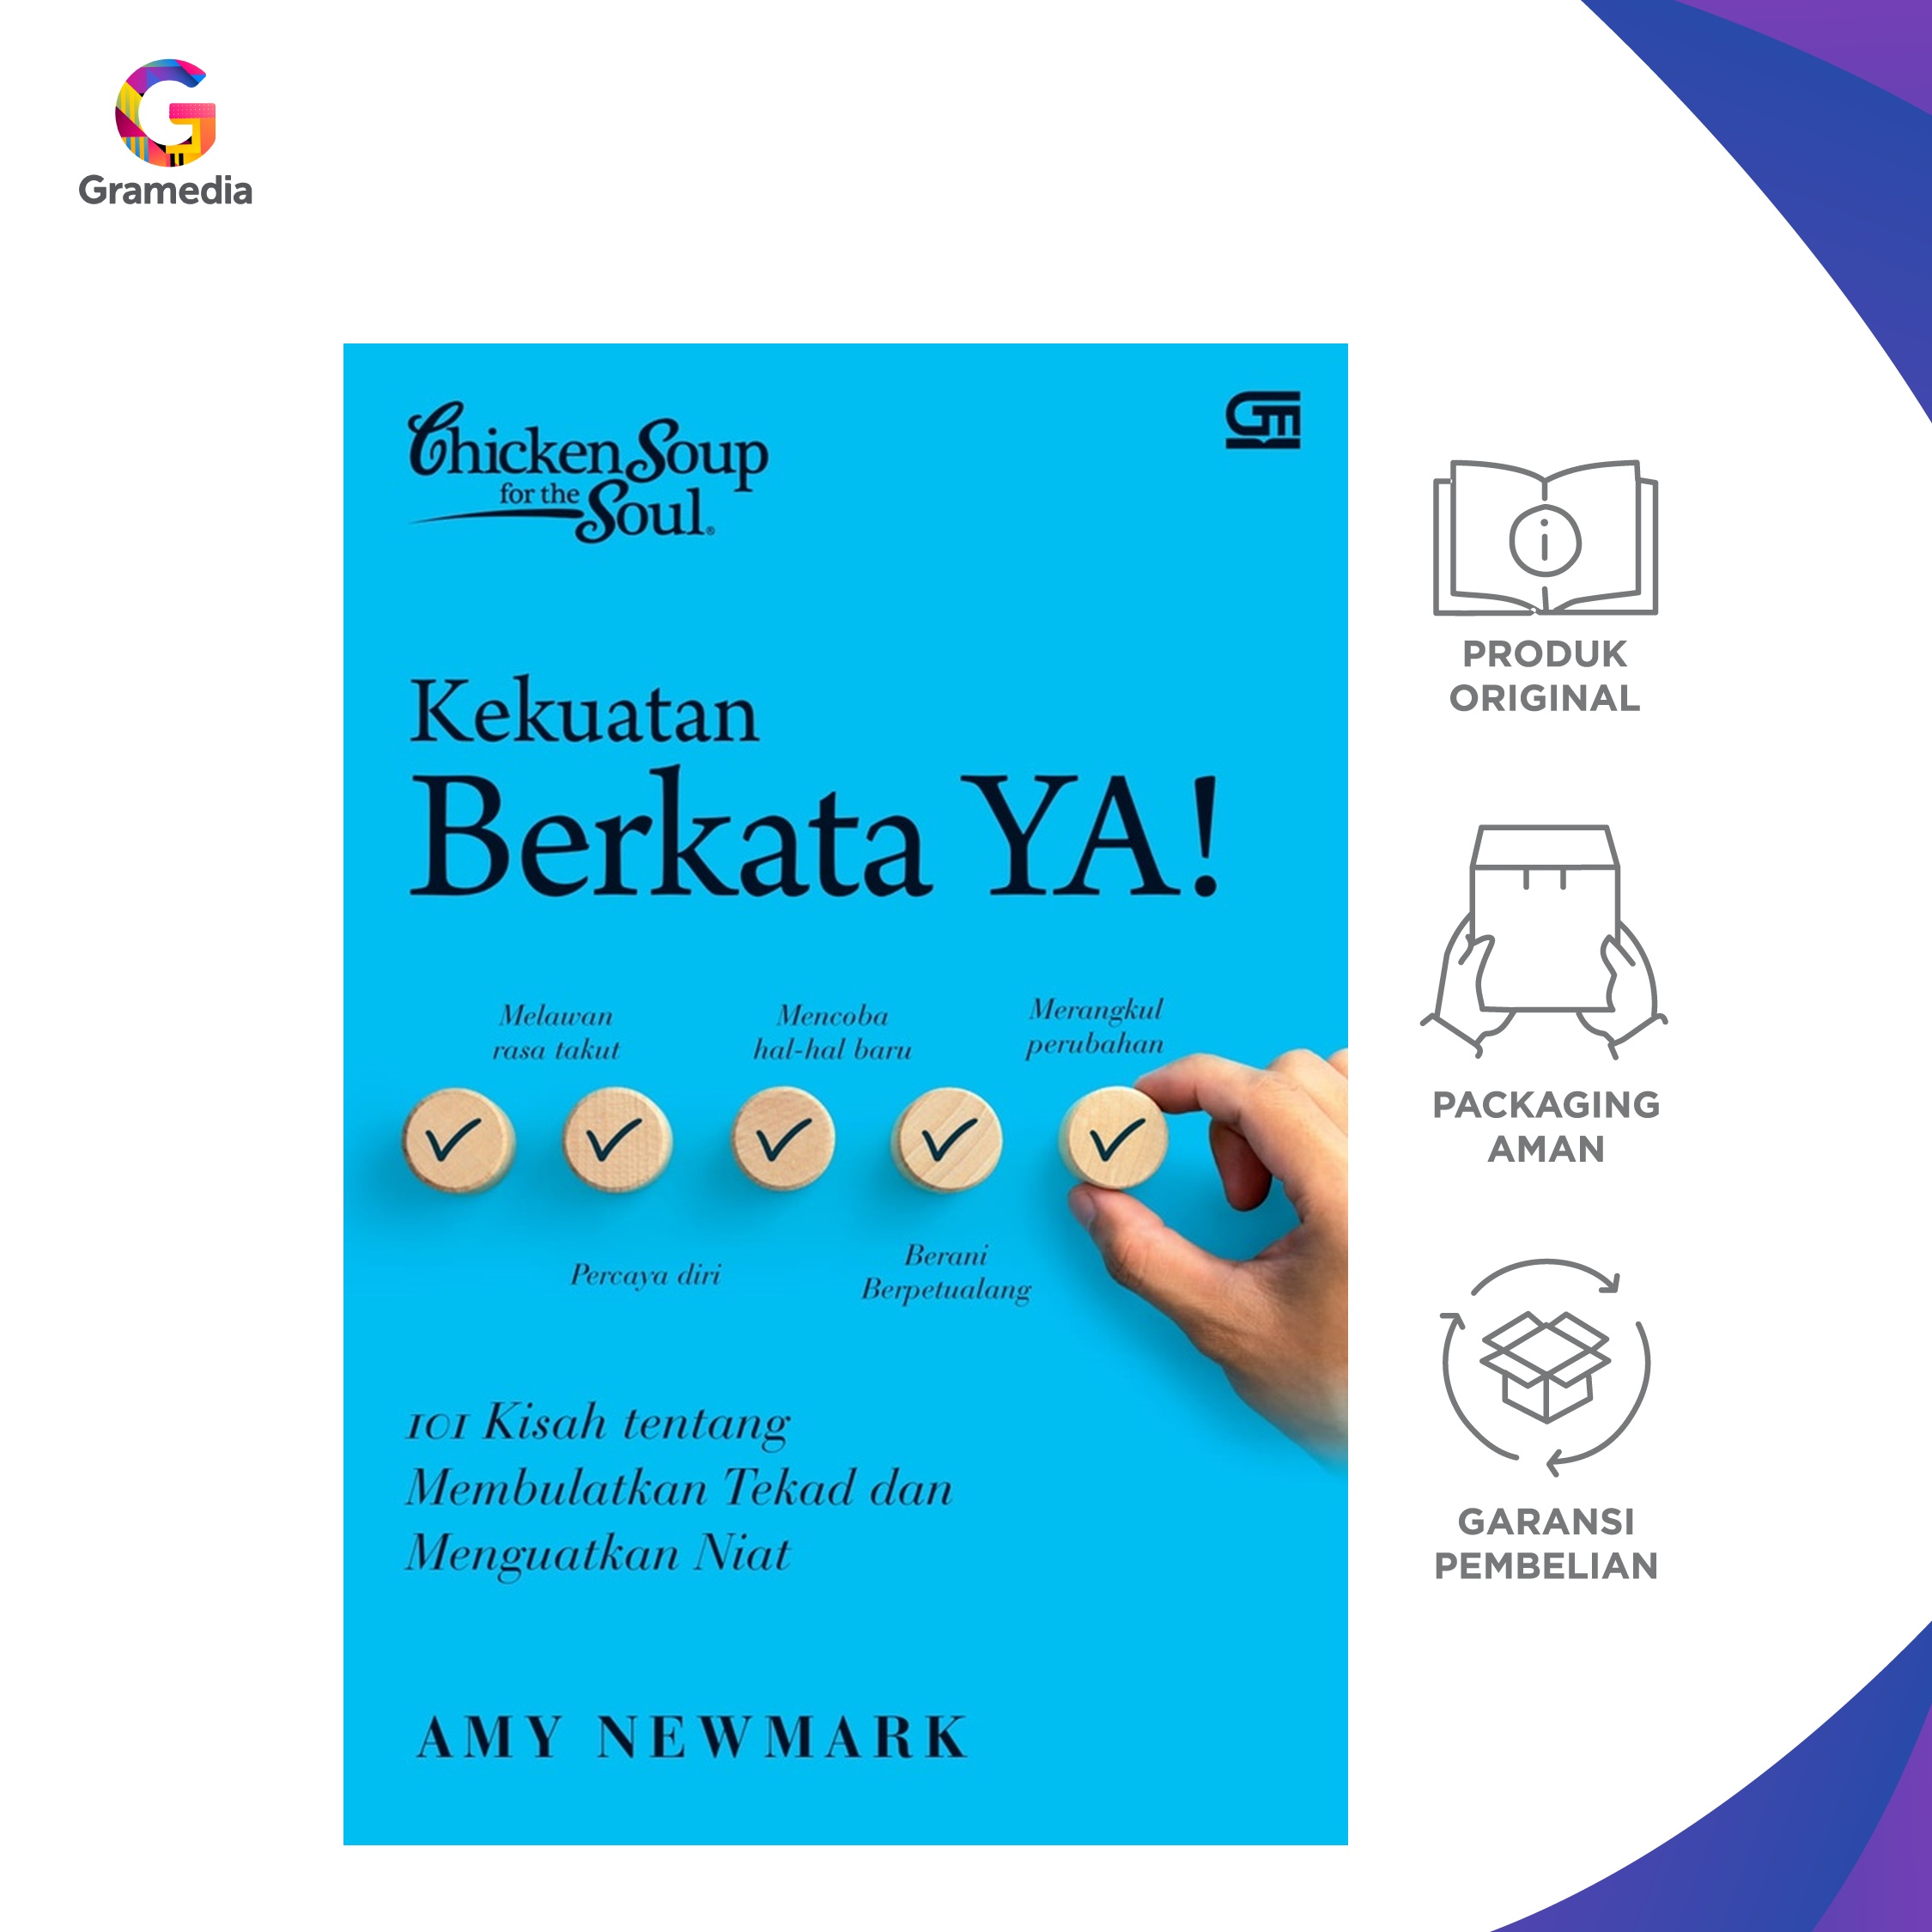 Gramedia
Chicken Soup
for the
Soul®
GM
Kekuatan
Berkata YA!
Melawan
rasa takut
Mencoba
hal-hal baru
Merangkul
perubahan
Percaya diri
Berani
Berpetualang
101 Kisah tentang
Membulatkan Tekad dan
Menguatkan Niat
AMY NEWMARK
PRODUK
ORIGINAL
PACKAGING
AMAN
GARANSI
PEMBELIAN